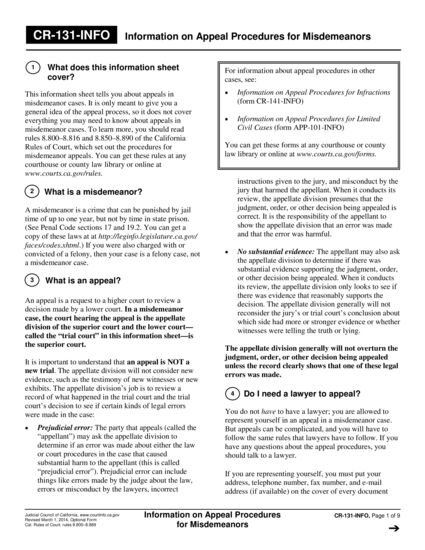 CR-131-INFO Information on Appeal Procedures for Misdemeanors
1 What does this information sheet
cover?
This information sheet tells you about appeals in
misdemeanor cases. It is only meant to give you a
general idea of the appeal process, so it does not cover
everything you may need to know about appeals in
misdemeanor cases. To learn more, you should read
rules 8.800–8.816 and 8.850–8.890 of the California
Rules of Court, which set out the procedures for
misdemeanor appeals. You can get these rules at any
courthouse or county law library or online at
www.courts.ca.gov/rules.
2 What is a misdemeanor?
A misdemeanor is a crime that can be punished by jail
time of up to one year, but not by time in state prison.
(See Penal Code sections 17 and 19.2. You can get a
copy of these laws at at http://leginfo.legislature.ca.gov/
faces/codes.xhtml.) If you were also charged with or
convicted of a felony, then your case is a felony case, not
a misdemeanor case.
3 What is an appeal?
An appeal is a request to a higher court to review a
decision made by a lower court. In a misdemeanor
case, the court hearing the appeal is the appellate
division of the superior court and the lower court—
called the “trial court” in this information sheet—is
the superior court.
It is important to understand that an appeal is NOT a
new trial. The appellate division will not consider new
evidence, such as the testimony of new witnesses or new
exhibits. The appellate division’s job is to review a
record of what happened in the trial court and the trial
court’s decision to see if certain kinds of legal errors
were made in the case:
• Prejudicial error: The party that appeals (called the
“appellant”) may ask the appellate division to
determine if an error was made about either the law
or court procedures in the case that caused
substantial harm to the appellant (this is called
“prejudicial error”). Prejudicial error can include
things like errors made by the judge about the law,
errors or misconduct by the lawyers, incorrect
For information about appeal procedures in other
cases, see:
• Information on Appeal Procedures for Infractions
(form CR-141-INFO)
• Information on Appeal Procedures for Limited
Civil Cases (form APP-101-INFO)
You can get these forms at any courthouse or county
law library or online at www.courts.ca.gov/forms.
instructions given to the jury, and misconduct by the
jury that harmed the appellant. When it conducts its
review, the appellate division presumes that the
judgment, order, or other decision being appealed is
correct. It is the responsibility of the appellant to
show the appellate division that an error was made
and that the error was harmful.
• No substantial evidence: The appellant may also ask
the appellate division to determine if there was
substantial evidence supporting the judgment, order,
or other decision being appealed. When it conducts
its review, the appellate division only looks to see if
there was evidence that reasonably supports the
decision. The appellate division generally will not
reconsider the jury’s or trial court’s conclusion about
which side had more or stronger evidence or whether
witnesses were telling the truth or lying.
The appellate division generally will not overturn the
judgment, order, or other decision being appealed
unless the record clearly shows that one of these legal
errors was made.
4 Do I need a lawyer to appeal?
You do not have to have a lawyer; you are allowed to
represent yourself in an appeal in a misdemeanor case.
But appeals can be complicated, and you will have to
follow the same rules that lawyers have to follow. If you
have any questions about the appeal procedures, you
should talk to a lawyer.
If you are representing yourself, you must put your
address, telephone number, fax number, and e-mail
address (if available) on the cover of every document
Judicial Council of California, www.courtinfo.ca.gov
Revised March 1, 2014, Optional Form
Cal. Rules of Court, rules 8.800–8.889
Information on Appeal Procedures
for Misdemeanors
CR-131-INFO, Page 1 of 9